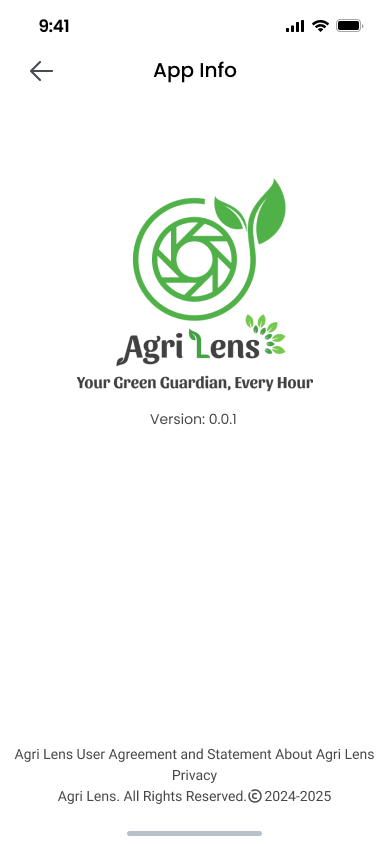 9:41
App Info
Agri Lens
Your Green Guardian, Every Hour
Version: 0.0.1
Agri Lens User Agreement and Statement About Agri Lens
Privacy
Agri Lens. All Rights Reserved.© 2024-2025